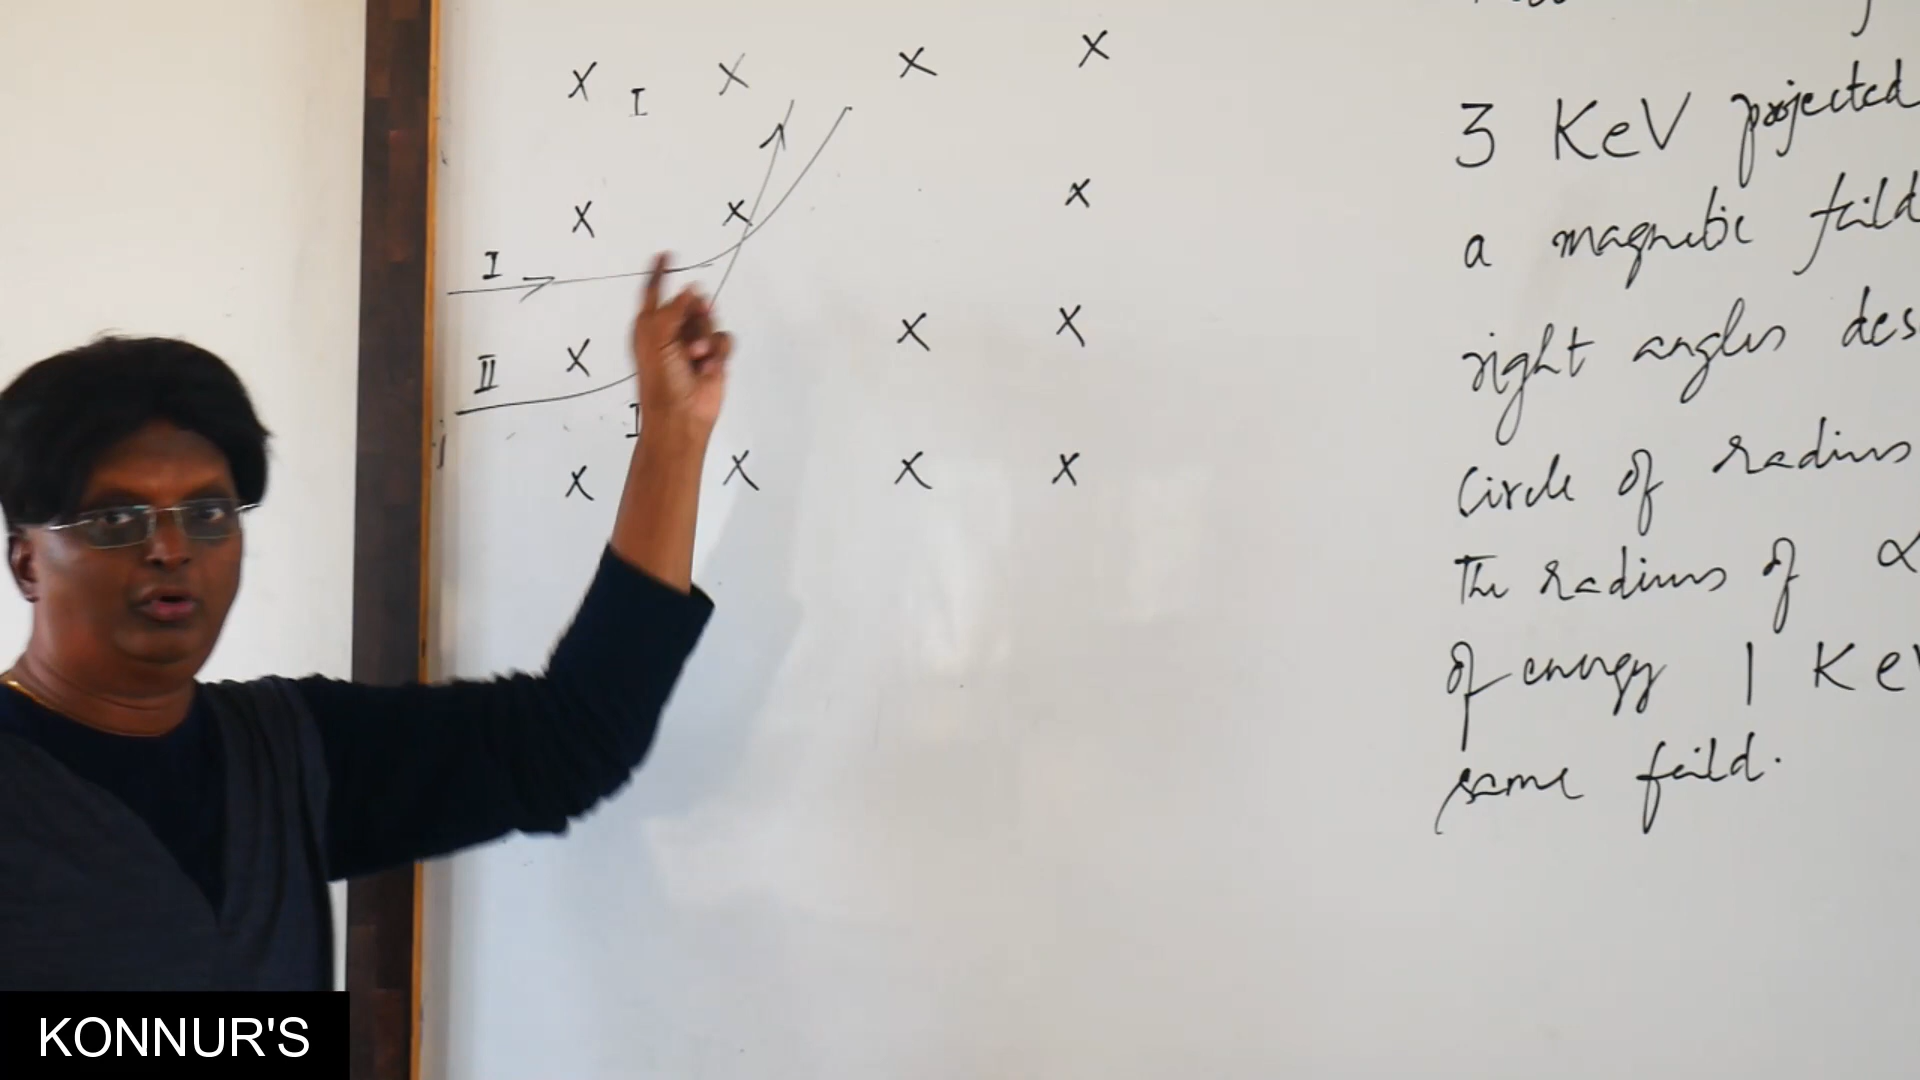 X I X X X
X X X
I
X X X
II
I
X X X X
3 KeV projected
a magnetic feild
right angles des
Circle of radius
The radius of α
of energy 1 KeV
same feild.
KONNUR'S